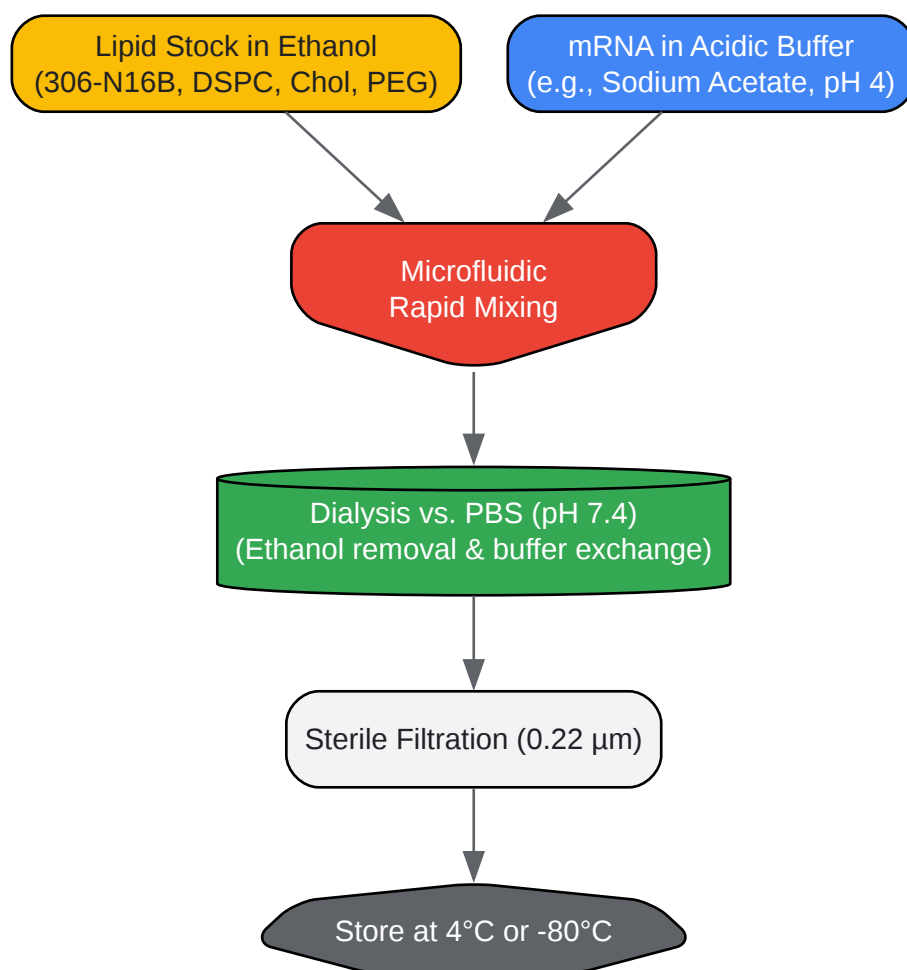 Lipid Stock in Ethanol
(306-N16B, DSPC, Chol, PEG)
mRNA in Acidic Buffer
(e.g., Sodium Acetate, pH 4)
Microfluidic
Rapid Mixing
Dialysis vs. PBS (pH 7.4)
(Ethanol removal & buffer exchange)
Sterile Filtration (0.22 µm)
Store at 4°C or -80°C